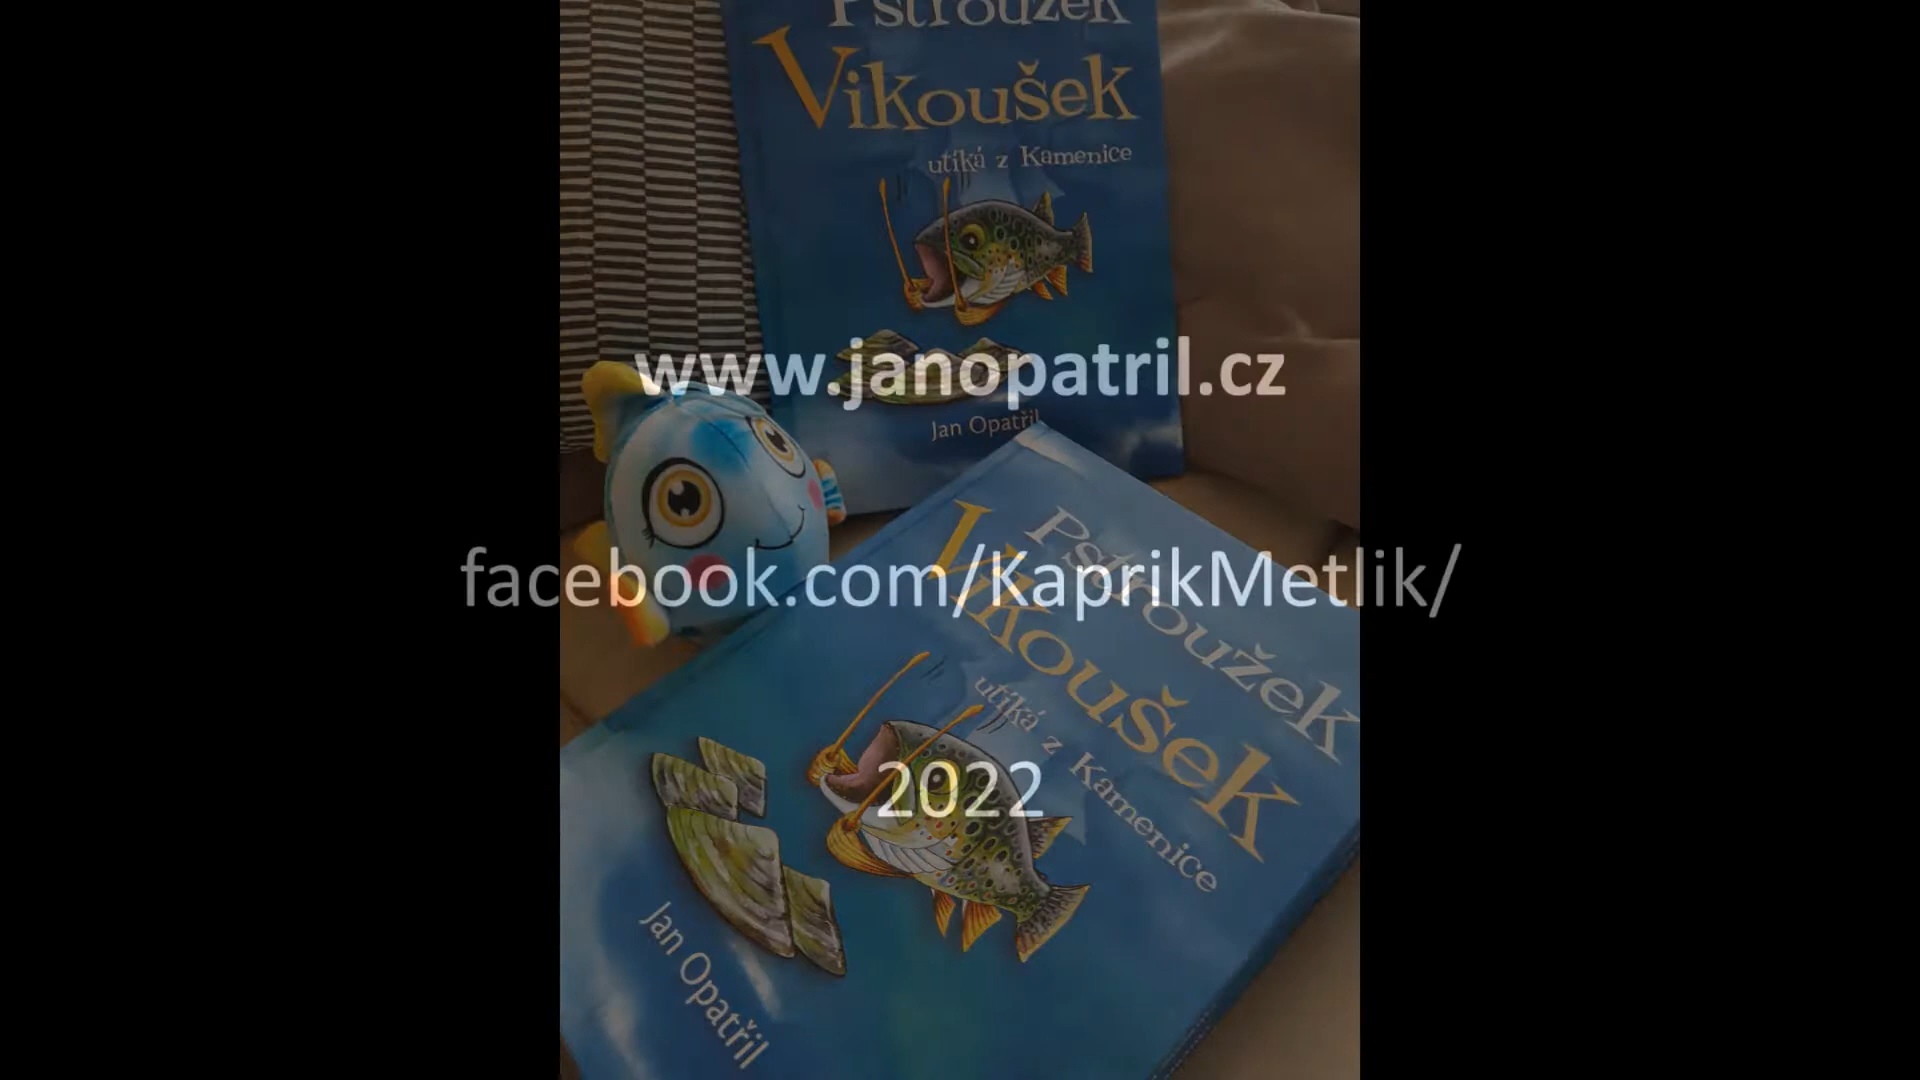 Pstroužek
Vikoušek
utíká z Kamenice
www.janopatril.cz
Jan Opatřil
facebook.com/KaprikMetlik/
Pstroužek
Vikoušek
utíká z Kamenice
2022
Jan Opatřil